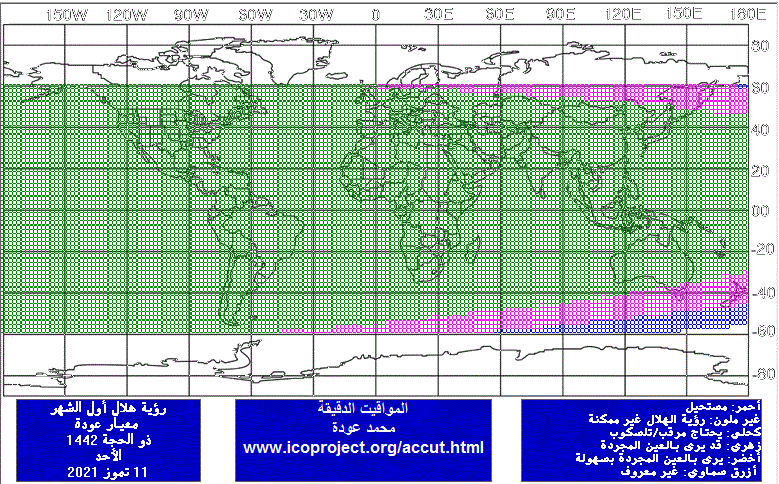 150W 120W 90W 60W 30W 0 30E 60E 90E 120E 150E 180E
80
60
40
20
00
-20
-40
-60
-80
رؤية هلال أول الشهر
معيار عودة
ذو الحجة 1442
الأحد
11 تموز 2021
المواقيت الدقيقة
محمد عودة
www.icoproject.org/accut.html
أحمر: مستحيل
غير ملون: رؤية الهلال غير ممكنة
كحلي: يحتاج مرقب/تلسكوب
زهري: قد يرى بالعين المجردة
أخضر: يرى بالعين المجردة بسهولة
أزرق سماوي: غير معروف